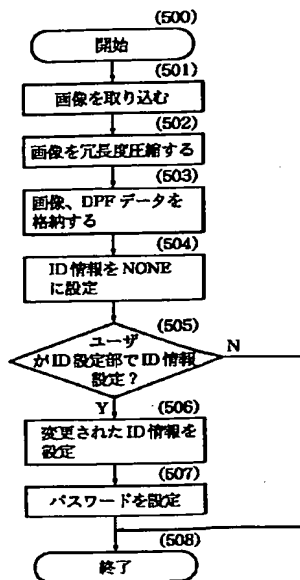 (500)
開始
(501)
画像を取り込む
(502)
画像を冗長度圧縮する
(503)
画像、DPFデータを
格納する
(504)
ID情報をNONE
に設定
(505)
ユーザ
がID設定部でID情報
設定？
N
Y
(506)
変更されたID情報を
設定
(507)
パスワードを設定
(508)
終了